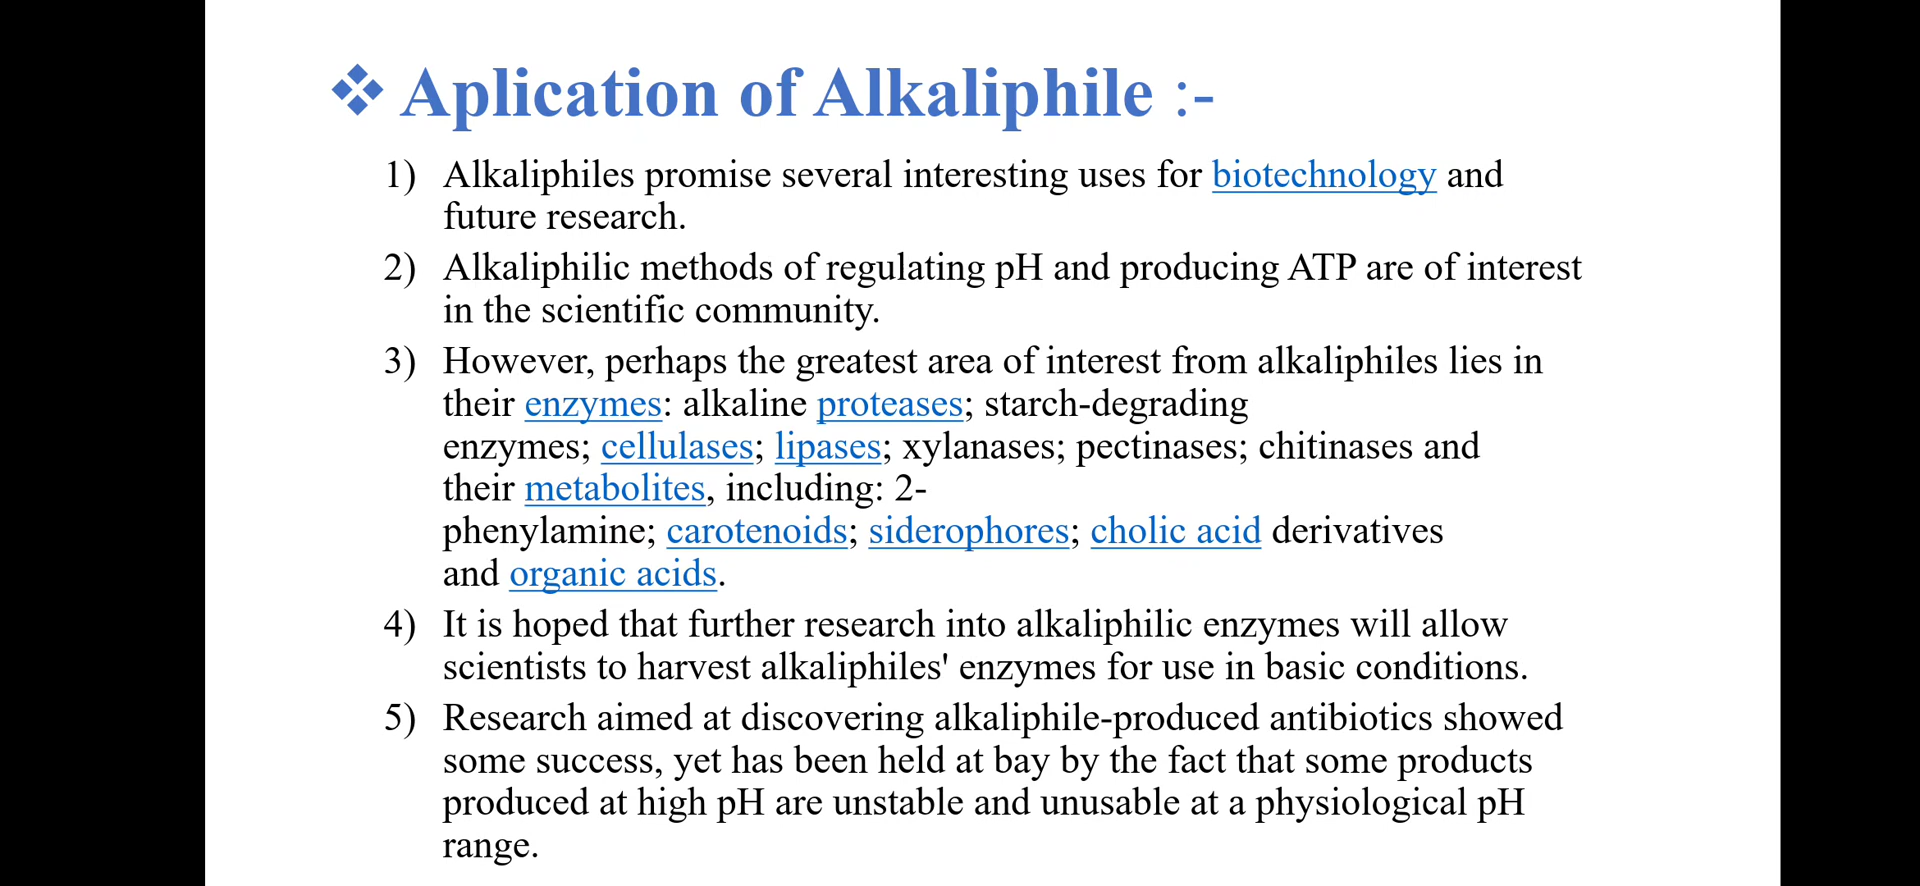 ❖ Aplication of Alkaliphile :-
1) Alkaliphiles promise several interesting uses for biotechnology and
future research.
2) Alkaliphilic methods of regulating pH and producing ATP are of interest
in the scientific community.
3) However, perhaps the greatest area of interest from alkaliphiles lies in
their enzymes: alkaline proteases; starch-degrading
enzymes; cellulases; lipases; xylanases; pectinases; chitinases and
their metabolites, including: 2-
phenylamine; carotenoids; siderophores; cholic acid derivatives
and organic acids.
4) It is hoped that further research into alkaliphilic enzymes will allow
scientists to harvest alkaliphiles' enzymes for use in basic conditions.
5) Research aimed at discovering alkaliphile-produced antibiotics showed
some success, yet has been held at bay by the fact that some products
produced at high pH are unstable and unusable at a physiological pH
range.